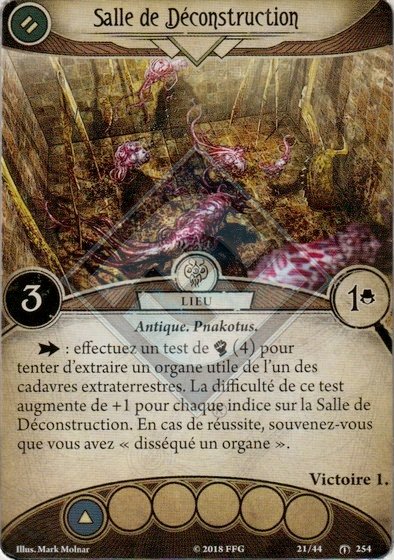 Salle de Déconstruction
3
LIEU
1
Antique. Pnakotus.
: effectuez un test de (4) pour
tenter d'extraire un organe utile de l'un des
cadavres extraterrestres. La difficulté de ce test
augmente de +1 pour chaque indice sur la Salle de
Déconstruction. En cas de réussite, souvenez-vous
que vous avez « disséqué un organe ».
Victoire 1.
Illus. Mark Molnar © 2018 FFG 21/44 254